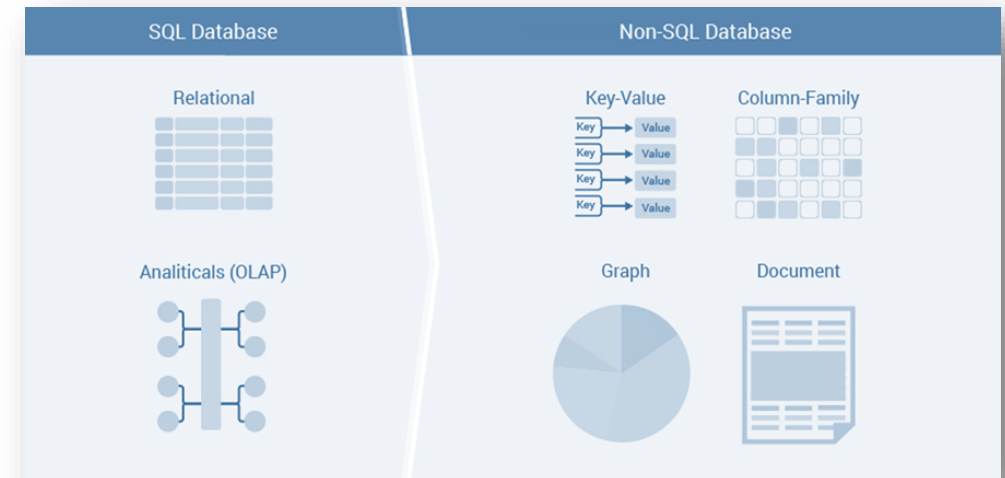 SQL Database
Non-SQL Database
Relational
Key-Value
Column-Family
Key Value
Key Value
Key Value
Key Value
Analiticals (OLAP)
Graph
Document